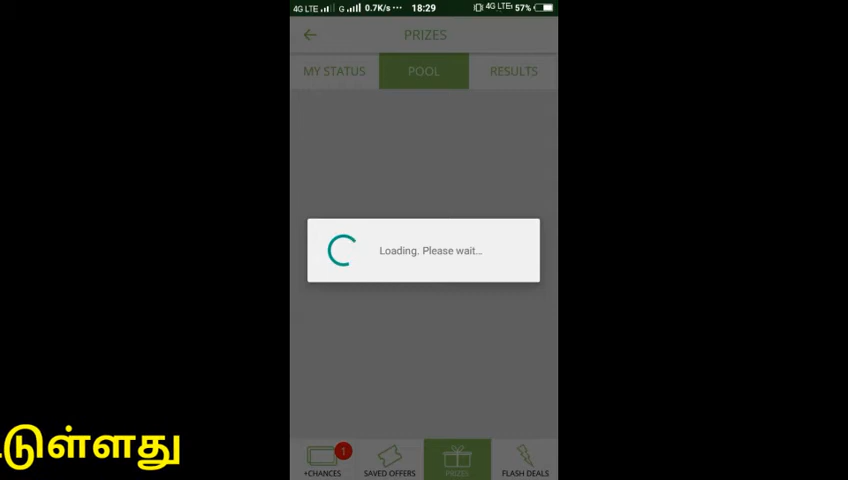 4G LTE G 0.7K/s ··· 18:29 4G LTE 57%
PRIZES
MY STATUS POOL RESULTS
Loading. Please wait...
1
+CHANCES SAVED OFFERS PRIZES FLASH DEALS
டுள்ளது